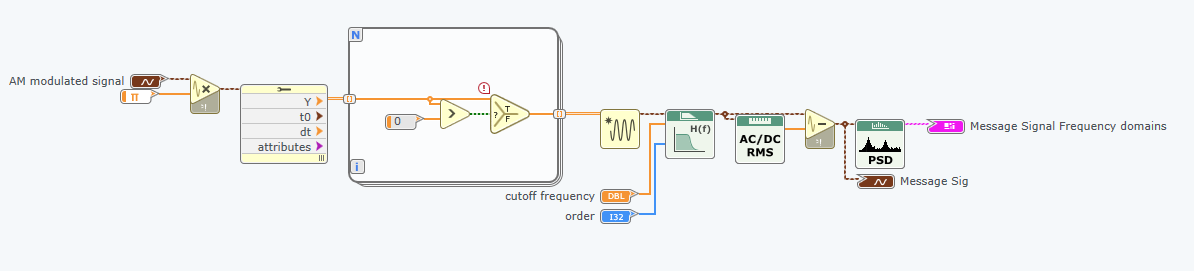 N
AM modulated signal
π
×
Y
t0
dt
attributes
!
>
0
?
T
F
i
*
H(f)
AC/DC
RMS
−
PSD
Message Signal Frequency domains
Message Sig
cutoff frequency
DBL
order
I32